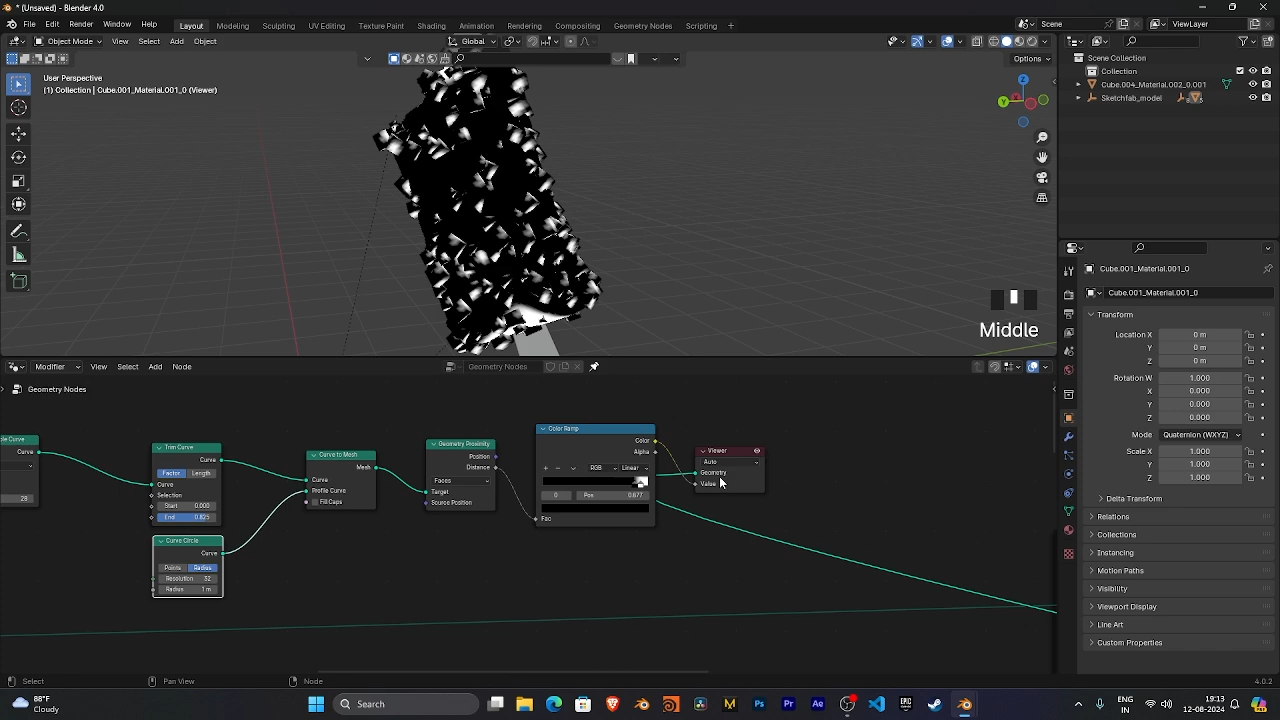 * (Unsaved) - Blender 4.0
File Edit Render Window Help
Layout Modeling Sculpting UV Editing Texture Paint Shading Animation Rendering Compositing Geometry Nodes Scripting +
Scene
ViewLayer
Object Mode View Select Add Object
Global
Options
User Perspective
(1) Collection | Cube.001_Material.001_0 (Viewer)
Z
Y
Middle
Scene Collection
Collection
Cube.004_Material.002_0.001
Sketchfab_model
Cube.001_Material.001_0
Cube.001_Material.001_0
Transform
Location X 0 m
Y 0 m
Z 0 m
Rotation W 1.000
X 0.000
Y 0.000
Z 0.000
Mode Quaternion (WXYZ)
Scale X 1.000
Y 1.000
Z 1.000
Delta Transform
Relations
Collections
Instancing
Motion Paths
Visibility
Viewport Display
Line Art
Custom Properties
Modifier View Select Add Node
Geometry Nodes
Geometry Nodes
Curve
28
Trim Curve
Curve
Factor Length
Curve
Selection
Start 0.000
End 0.825
Curve Circle
Curve
Points Radius
Resolution 32
Radius 1 m
Curve to Mesh
Mesh
Curve
Profile Curve
Fill Caps
Geometry Proximity
Position
Distance
Faces
Target
Source Position
Color Ramp
Color
Alpha
+ − RGB Linear
0 Pos 0.877
Fac
Viewer
Auto
Geometry
Value
Select Pan View Node
4.0.2
88°F
Cloudy
Search
ENG
IN
19:13
12-08-2024